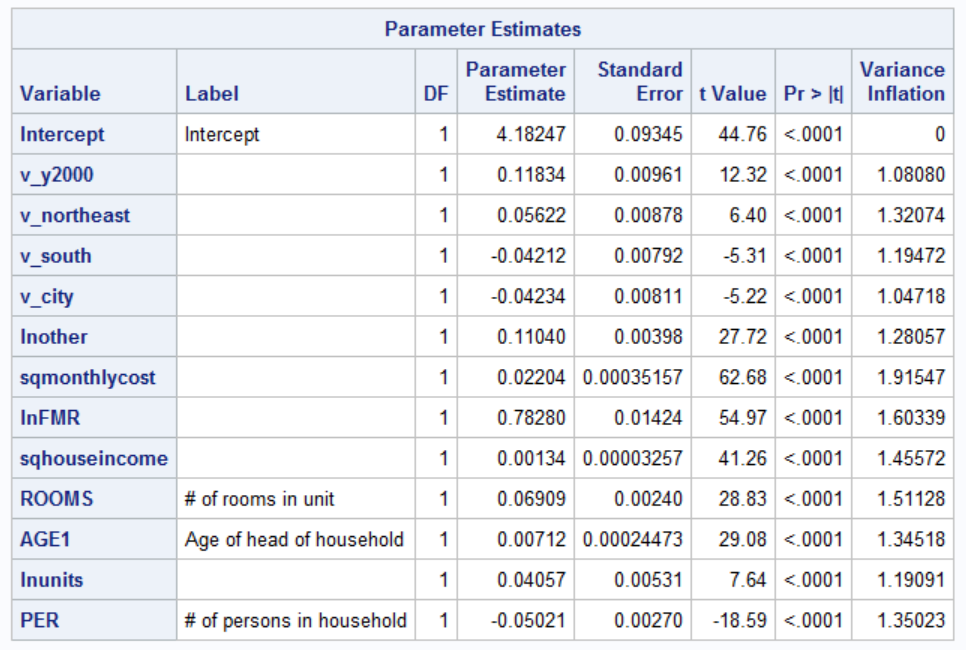 Parameter Estimates
Variable Label DF Parameter Estimate Standard Error t Value Pr > |t| Variance Inflation
Intercept Intercept 1 4.18247 0.09345 44.76 <.0001 0
v_y2000 1 0.11834 0.00961 12.32 <.0001 1.08080
v_northeast 1 0.05622 0.00878 6.40 <.0001 1.32074
v_south 1 -0.04212 0.00792 -5.31 <.0001 1.19472
v_city 1 -0.04234 0.00811 -5.22 <.0001 1.04718
lnother 1 0.11040 0.00398 27.72 <.0001 1.28057
sqmonthlycost 1 0.02204 0.00035157 62.68 <.0001 1.91547
lnFMR 1 0.78280 0.01424 54.97 <.0001 1.60339
sqhouseincome 1 0.00134 0.00003257 41.26 <.0001 1.45572
ROOMS # of rooms in unit 1 0.06909 0.00240 28.83 <.0001 1.51128
AGE1 Age of head of household 1 0.00712 0.00024473 29.08 <.0001 1.34518
lnunits 1 0.04057 0.00531 7.64 <.0001 1.19091
PER # of persons in household 1 -0.05021 0.00270 -18.59 <.0001 1.35023